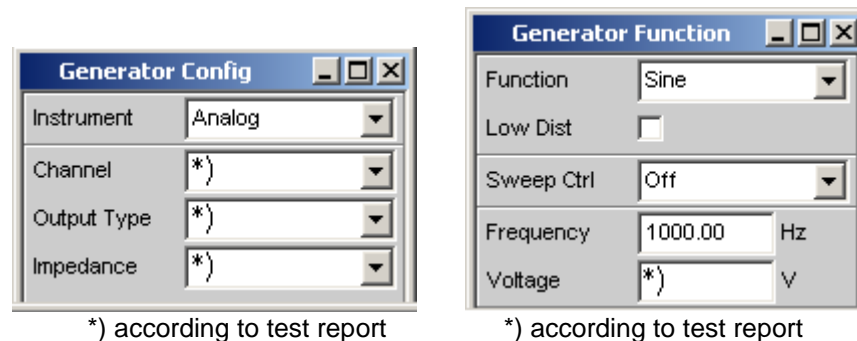 Generator Config
Instrument Analog
Channel *)
Output Type *)
Impedance *)
*) according to test report
Generator Function
Function Sine
Low Dist
Sweep Ctrl Off
Frequency 1000.00 Hz
Voltage *) V
*) according to test report